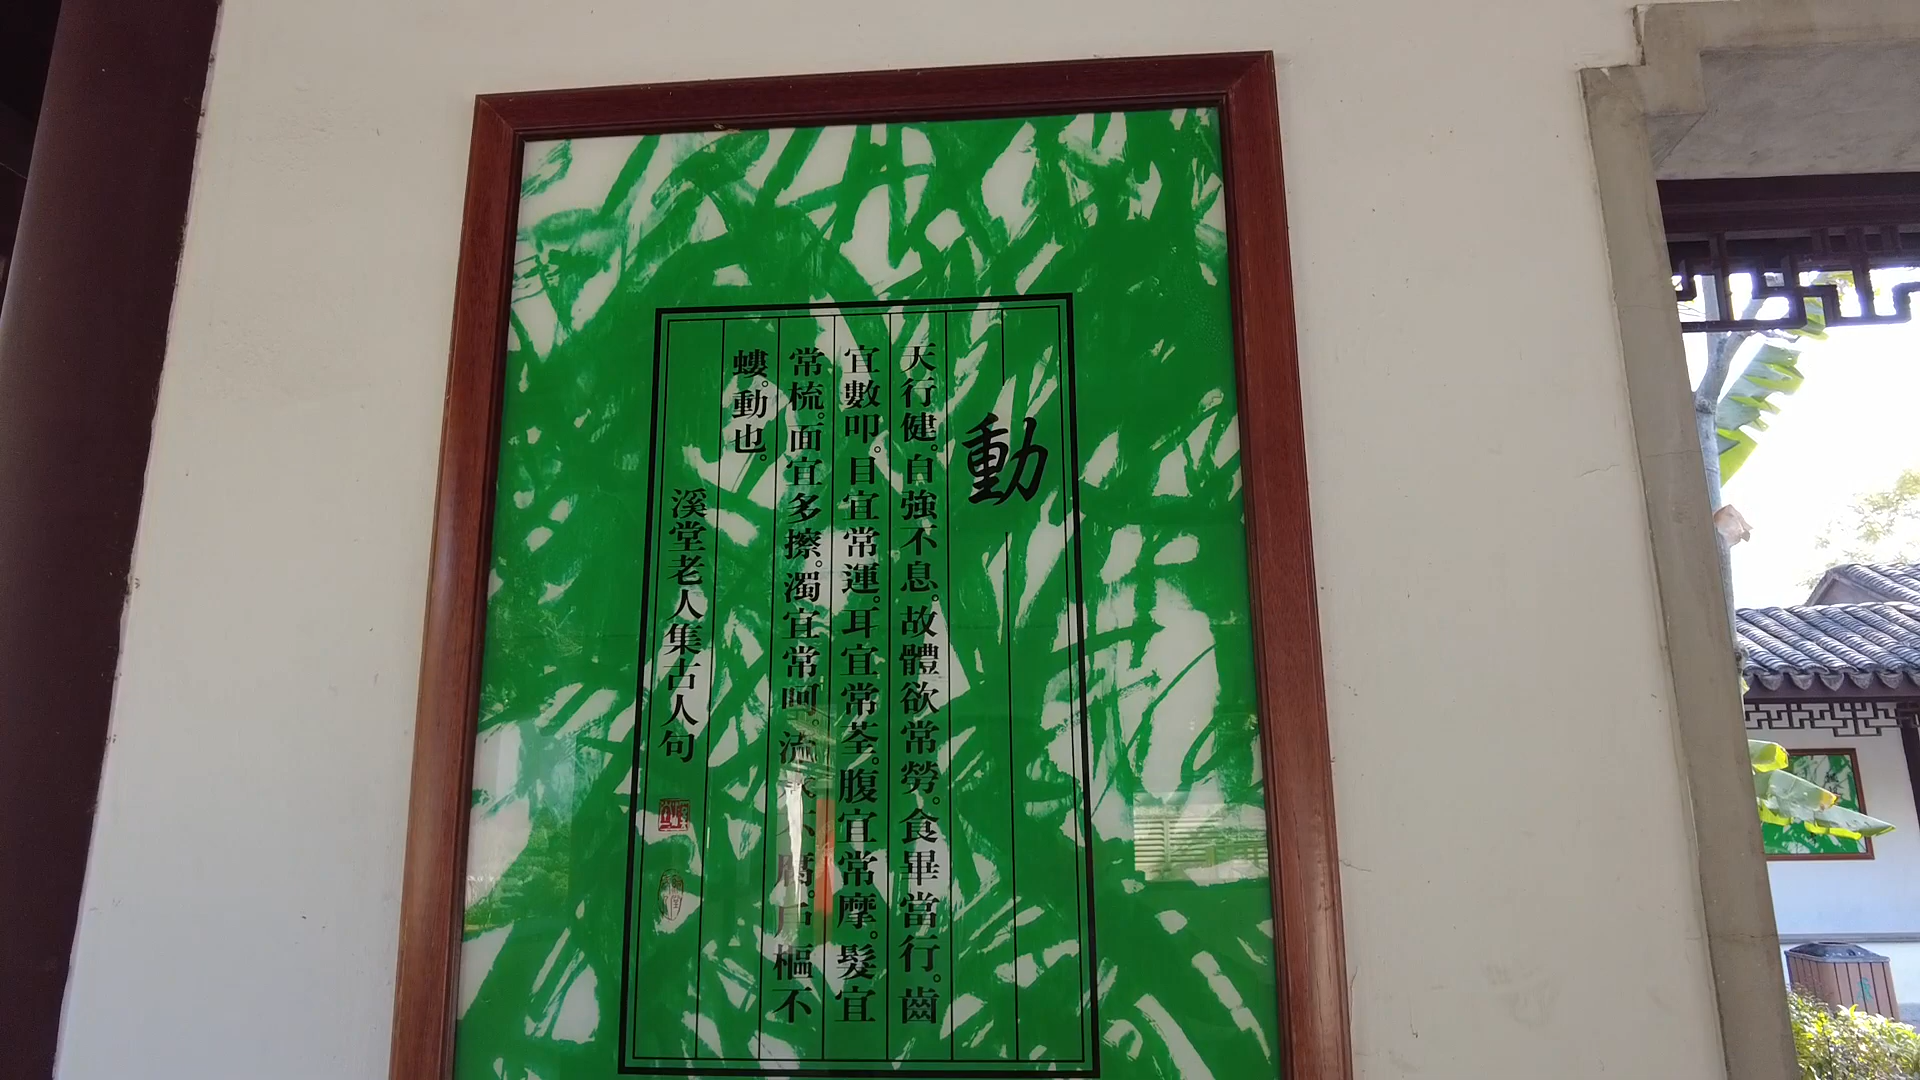 動
天行健。自強不息。故體欲常勞。食畢當行。齒
宜數叩。目宜常運。耳宜常荃。腹宜常摩。髮宜
常梳。面宜多擦。濁宜常呵。流水不腐。戶樞不
螻。動也。
溪堂老人集古人句